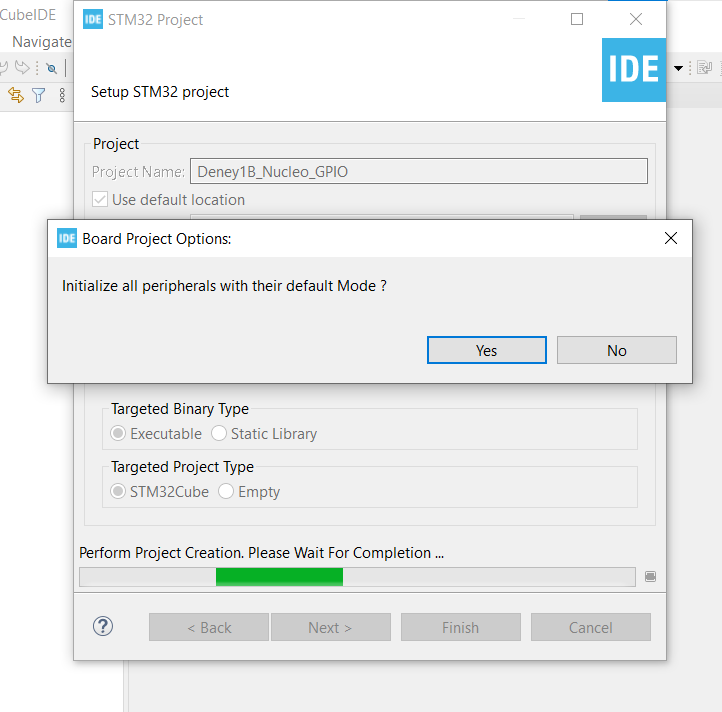 CubeIDE
Navigate
IDE STM32 Project
IDE
Setup STM32 project
Project
Project Name: Deney1B_Nucleo_GPIO
Use default location
IDE Board Project Options:
Initialize all peripherals with their default Mode ?
Yes No
Targeted Binary Type
Executable Static Library
Targeted Project Type
STM32Cube Empty
Perform Project Creation. Please Wait For Completion ...
? < Back Next > Finish Cancel